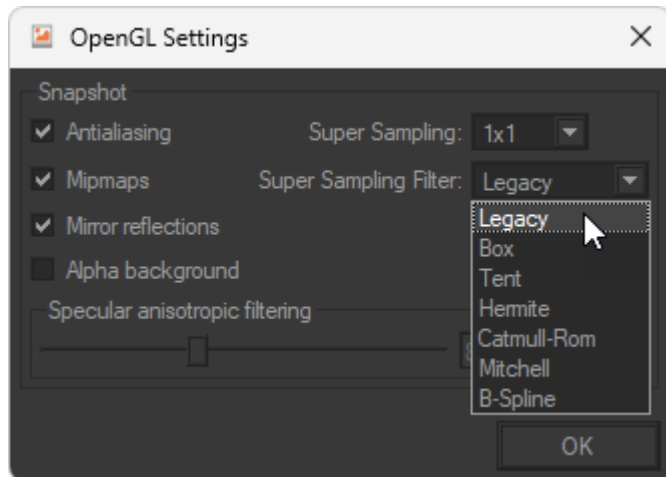 OpenGL Settings
Snapshot
Antialiasing Super Sampling: 1x1
Mipmaps Super Sampling Filter: Legacy
Mirror reflections
Legacy
Box
Alpha background
Tent
Specular anisotropic filtering
Hermite
Catmull-Rom
Mitchell
B-Spline
OK